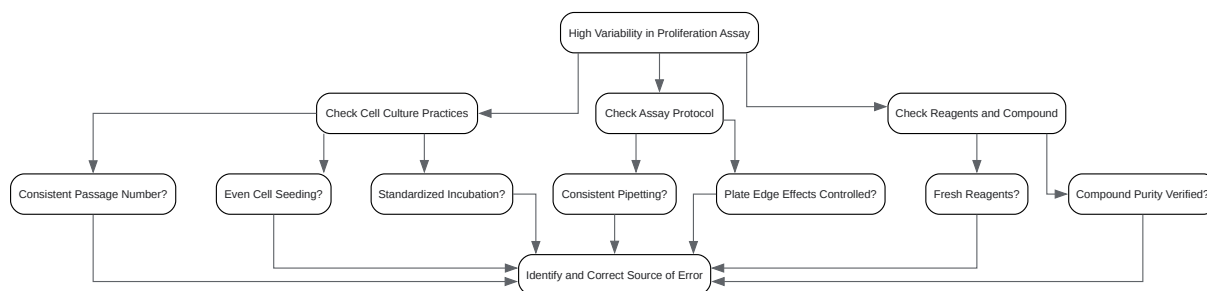 High Variability in Proliferation Assay
Check Cell Culture Practices
Check Assay Protocol
Check Reagents and Compound
Consistent Passage Number?
Even Cell Seeding?
Standardized Incubation?
Consistent Pipetting?
Plate Edge Effects Controlled?
Fresh Reagents?
Compound Purity Verified?
Identify and Correct Source of Error